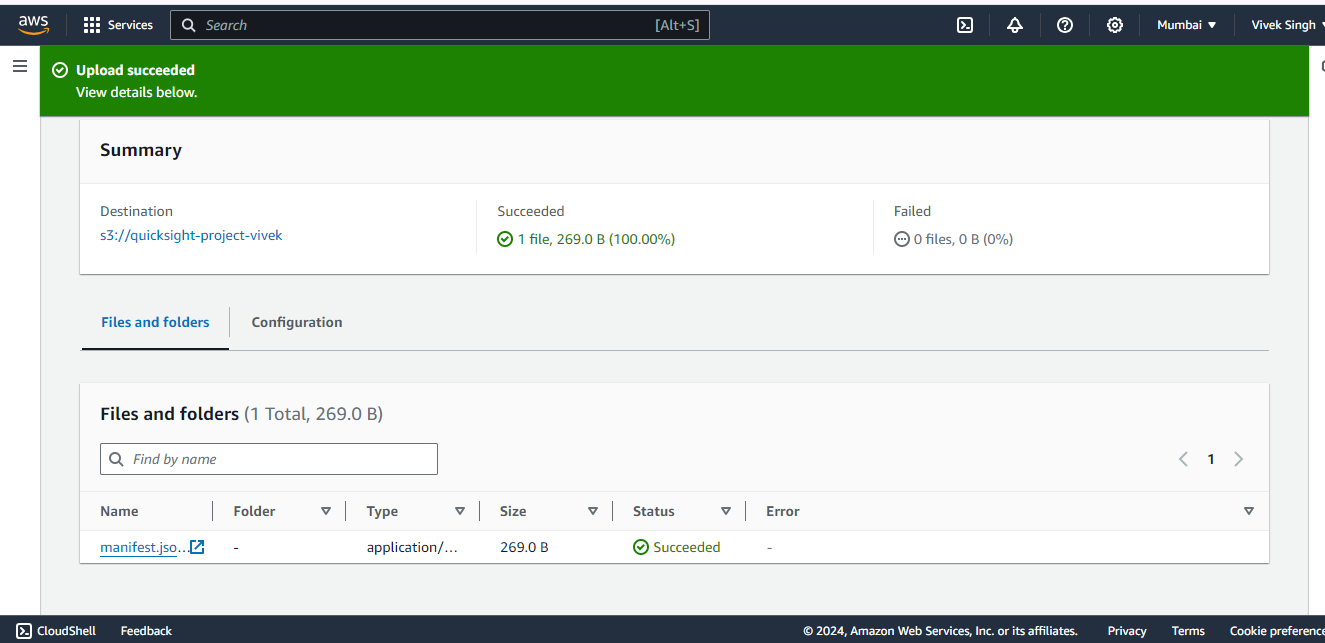 aws Services Search [Alt+S] Mumbai Vivek Singh
Upload succeeded
View details below.
Summary
Destination Succeeded Failed
s3://quicksight-project-vivek 1 file, 269.0 B (100.00%) 0 files, 0 B (0%)
Files and folders Configuration
Files and folders (1 Total, 269.0 B)
Find by name 1
Name Folder Type Size Status Error
manifest.jso... - application/... 269.0 B Succeeded -
CloudShell Feedback © 2024, Amazon Web Services, Inc. or its affiliates. Privacy Terms Cookie preference